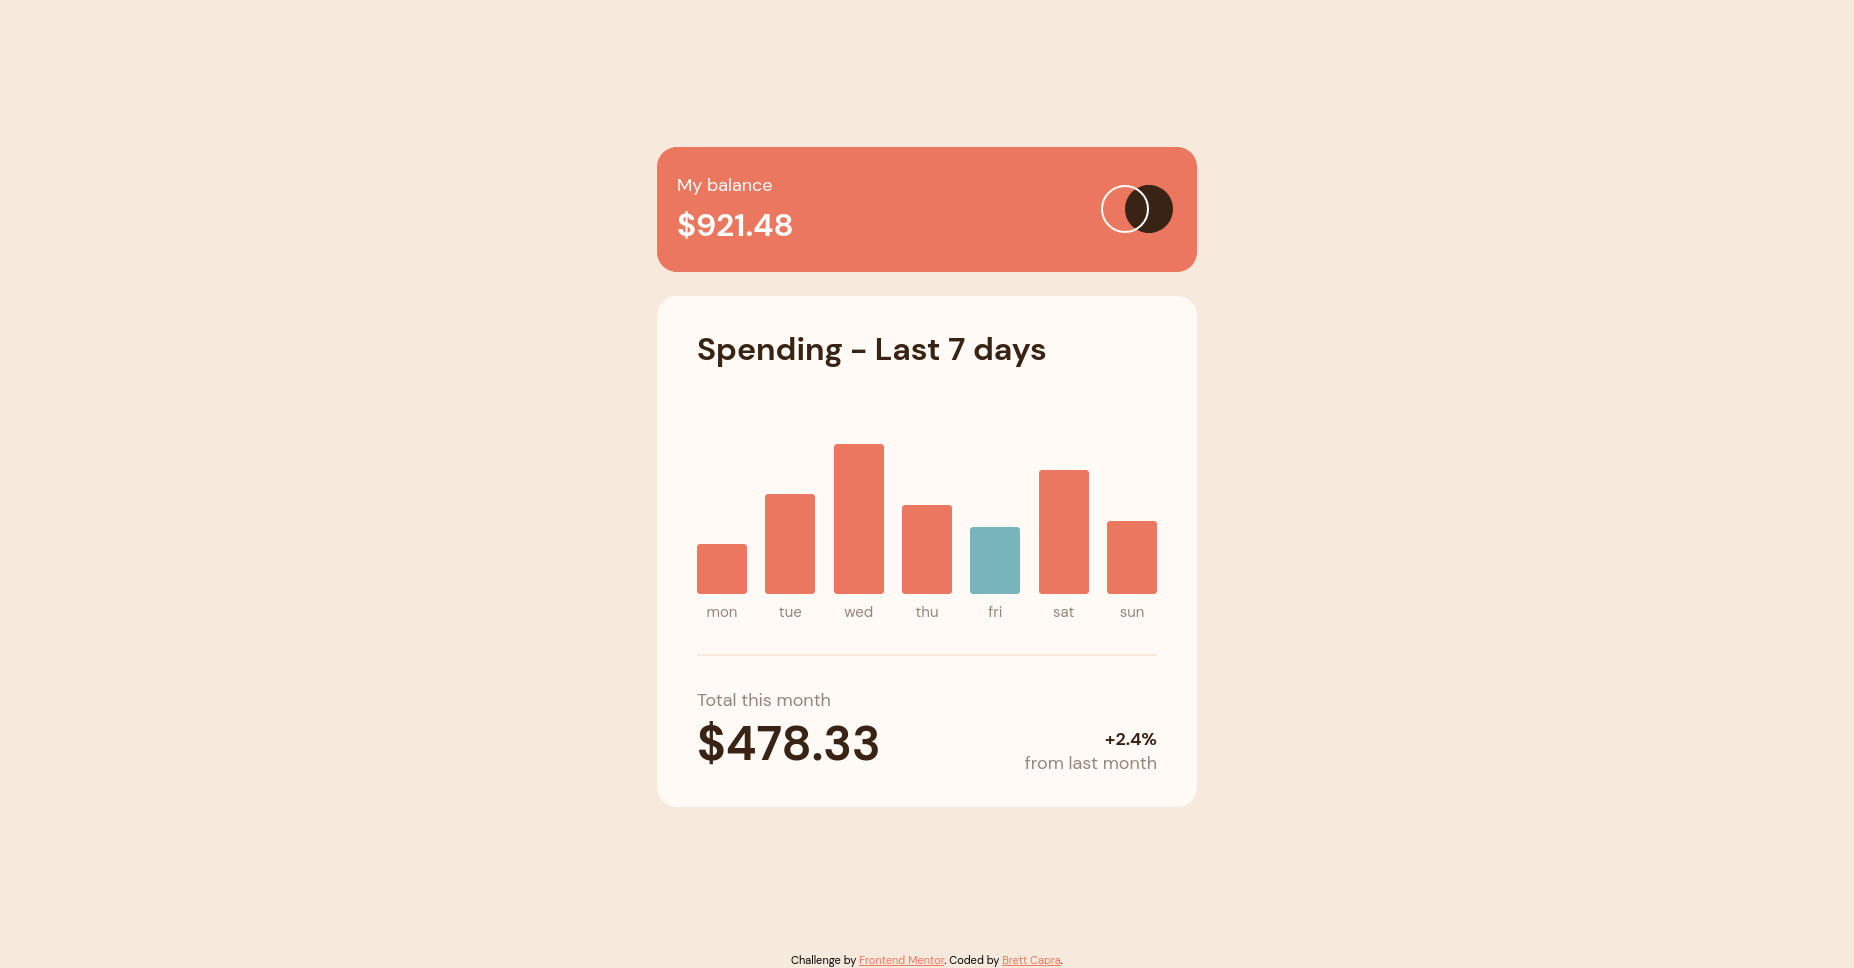 My balance
$921.48
Spending - Last 7 days
mon tue wed thu fri sat sun
Total this month
$478.33
+2.4%
from last month
Challenge by Frontend Mentor. Coded by Brett Capra.